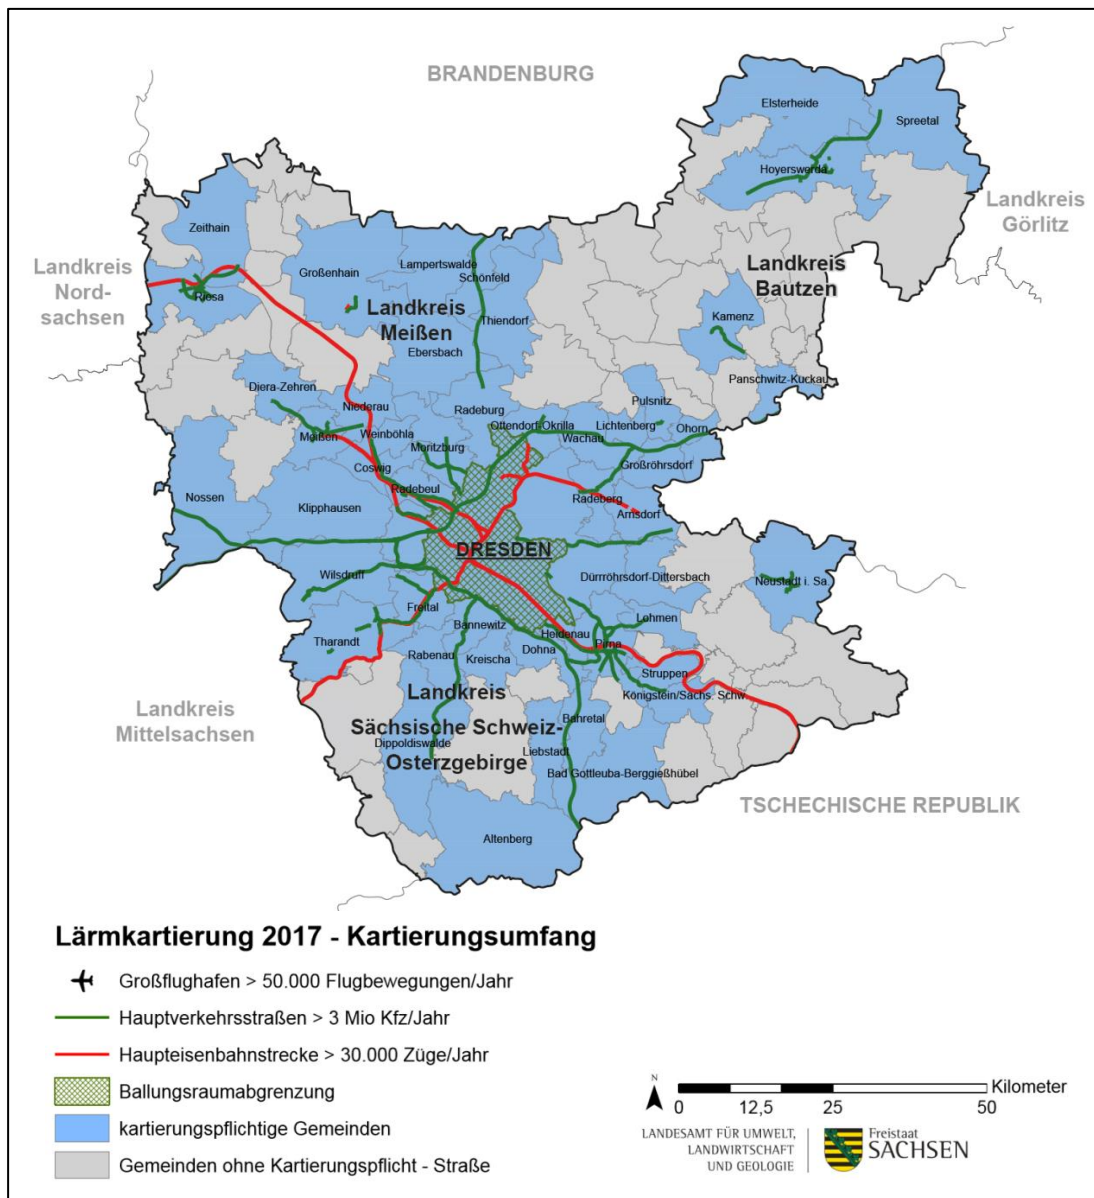 BRANDENBURG
Elsterheide
Spreetal
Hoyerswerda
Landkreis
Görlitz
Zeithain
Landkreis
Nord-
sachsen
Riesa
Großenhain
Lampertswalde
Schönfeld
Landkreis
Meißen
Thiendorf
Ebersbach
Landkreis
Bautzen
Kamenz
Panschwitz-Kuckau
Diera-Zehren
Niederau
Radeburg
Pulsnitz
Ottendorf-Okrilla
Lichtenberg
Ohorn
Wachau
Meißen
Weinböhla
Moritzburg
Coswig
Großröhrsdorf
Radebeul
Radeberg
Nossen
Klipphausen
Arnsdorf
DRESDEN
Wilsdruff
Dürrröhrsdorf-Dittersbach
Neustadt i. Sa.
Freital
Bannewitz
Lohmen
Heidenau
Pirna
Tharandt
Dohna
Rabenau
Kreischa
Struppen
Königstein/Sächs. Schw.
Landkreis
Sächsische Schweiz-
Osterzgebirge
Landkreis
Mittelsachsen
Bahretal
Dippoldiswalde
Liebstadt
Bad Gottleuba-Berggießhübel
TSCHECHISCHE REPUBLIK
Altenberg
Lärmkartierung 2017 - Kartierungsumfang
Großflughafen > 50.000 Flugbewegungen/Jahr
Hauptverkehrsstraßen > 3 Mio Kfz/Jahr
Haupteisenbahnstrecke > 30.000 Züge/Jahr
Ballungsraumabgrenzung
kartierungspflichtige Gemeinden
Gemeinden ohne Kartierungspflicht - Straße
N
Kilometer
0 12,5 25 50
LANDESAMT FÜR UMWELT,
LANDWIRTSCHAFT
UND GEOLOGIE
Freistaat
SACHSEN